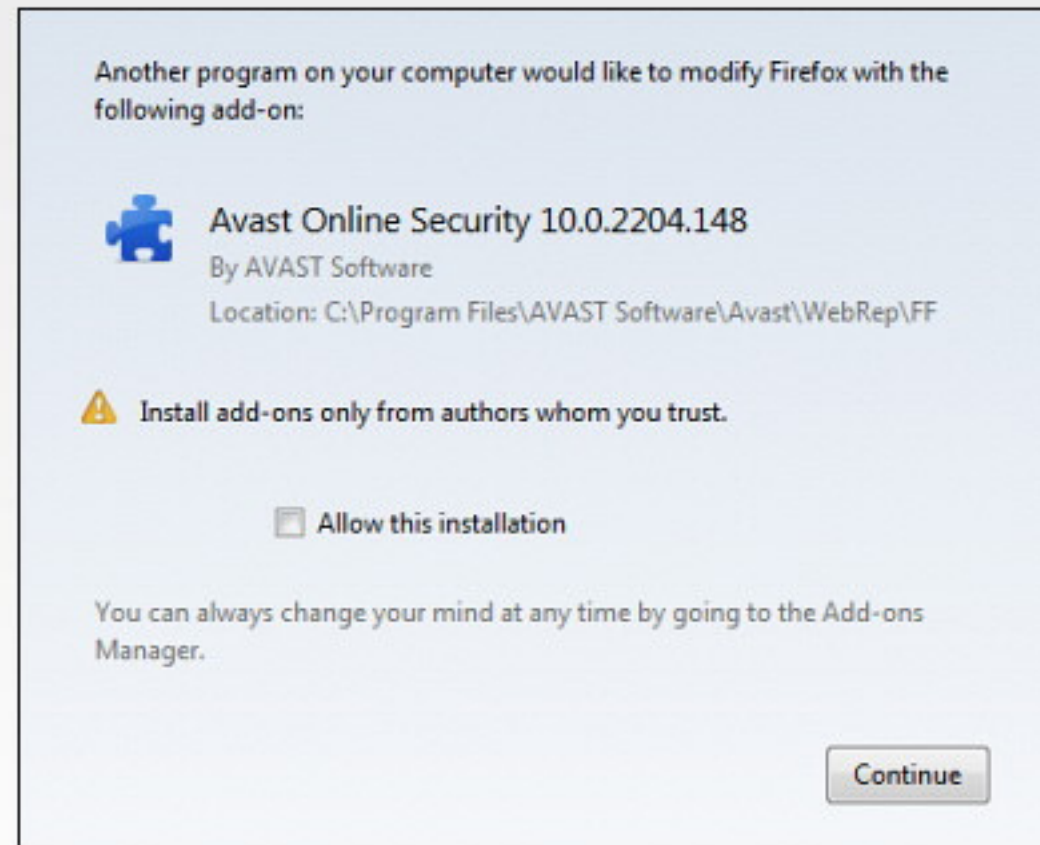 Another program on your computer would like to modify Firefox with the
following add-on:
Avast Online Security 10.0.2204.148
By AVAST Software
Location: C:\Program Files\AVAST Software\Avast\WebRep\FF
Install add-ons only from authors whom you trust.
Allow this installation
You can always change your mind at any time by going to the Add-ons
Manager.
Continue